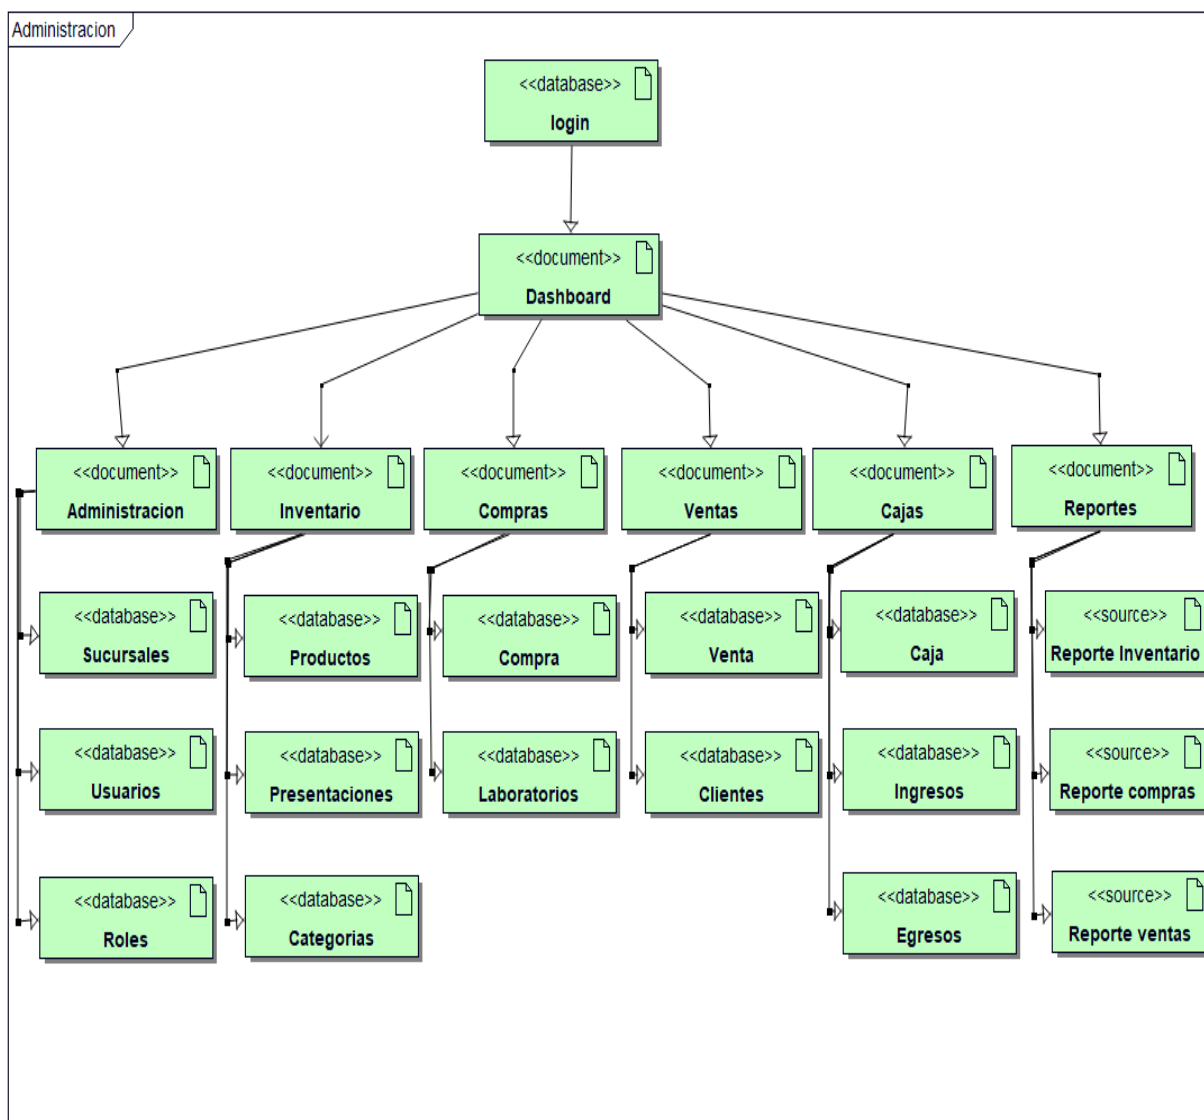 Administracion
<<database>>
login
<<document>>
Dashboard
<<document>>
Administracion
<<document>>
Inventario
<<document>>
Compras
<<document>>
Ventas
<<document>>
Cajas
<<document>>
Reportes
<<database>>
Sucursales
<<database>>
Productos
<<database>>
Compra
<<database>>
Venta
<<database>>
Caja
<<source>>
Reporte Inventario
<<database>>
Usuarios
<<database>>
Presentaciones
<<database>>
Laboratorios
<<database>>
Clientes
<<database>>
Ingresos
<<source>>
Reporte compras
<<database>>
Roles
<<database>>
Categorias
<<database>>
Egresos
<<source>>
Reporte ventas